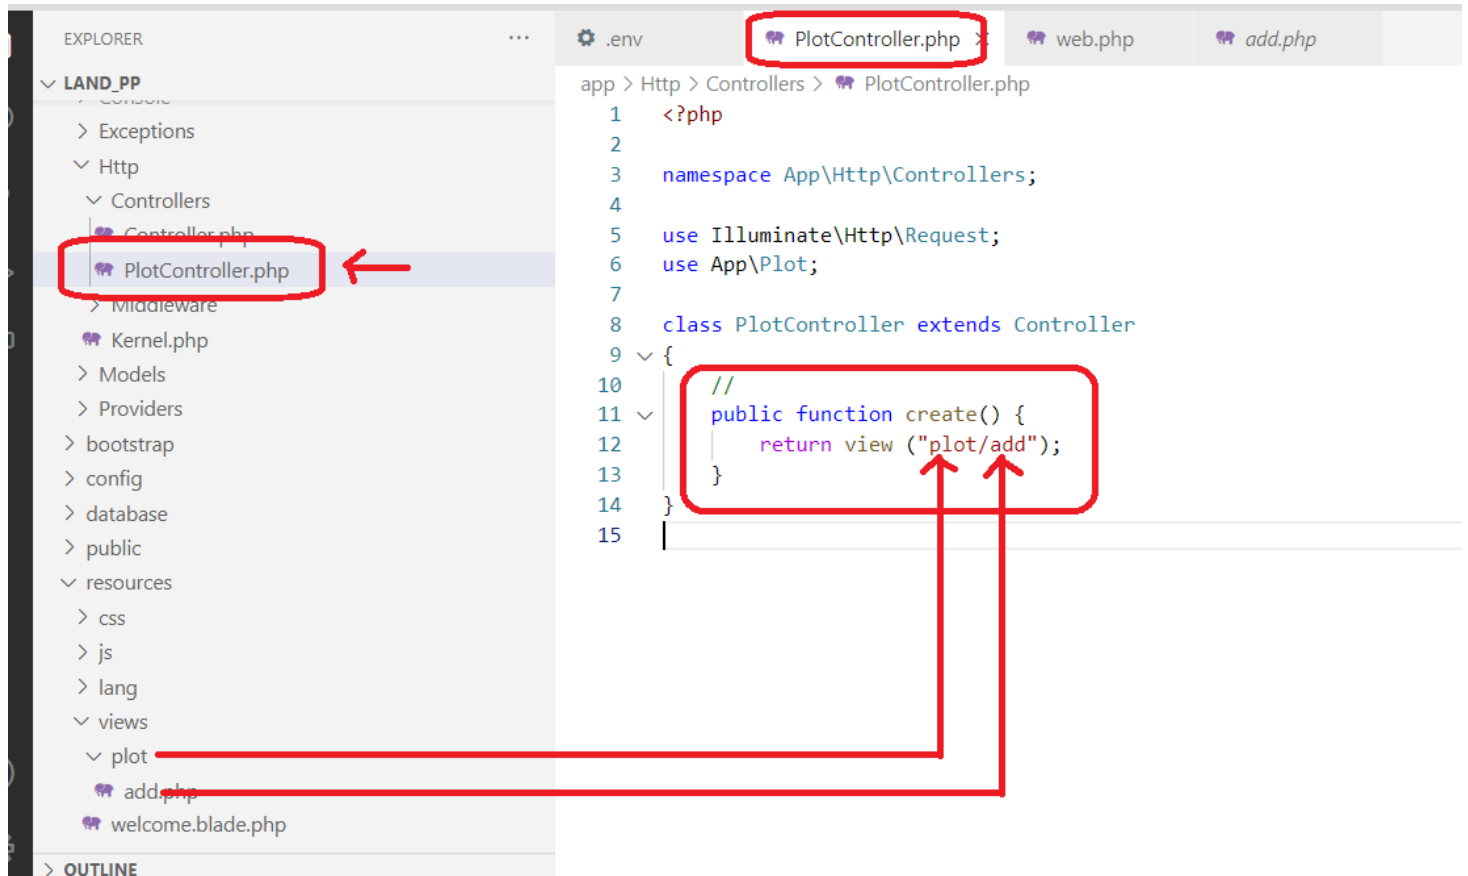 EXPLORER
...
LAND_PP
Console
Exceptions
Http
Controllers
Controller.php
PlotController.php
Middleware
Kernel.php
Models
Providers
bootstrap
config
database
public
resources
css
js
lang
views
plot
add.php
welcome.blade.php
OUTLINE
.env
PlotController.php
web.php
add.php
app > Http > Controllers > PlotController.php
1 <?php
2
3 namespace App\Http\Controllers;
4
5 use Illuminate\Http\Request;
6 use App\Plot;
7
8 class PlotController extends Controller
9 {
10 //
11 public function create() {
12 return view ("plot/add");
13 }
14 }
15